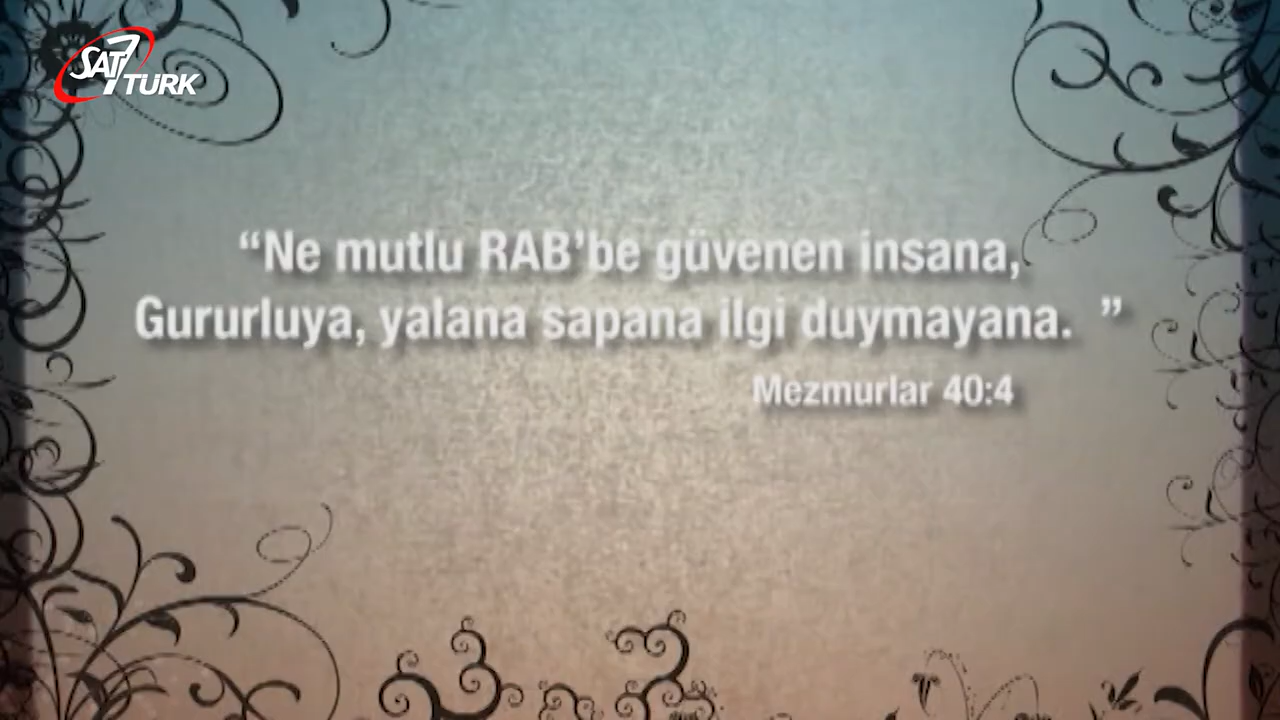 SAT7
TURK
“Ne mutlu RAB’be güvenen insana,
Gururluya, yalana sapana ilgi duymayana. ”
Mezmurlar 40:4